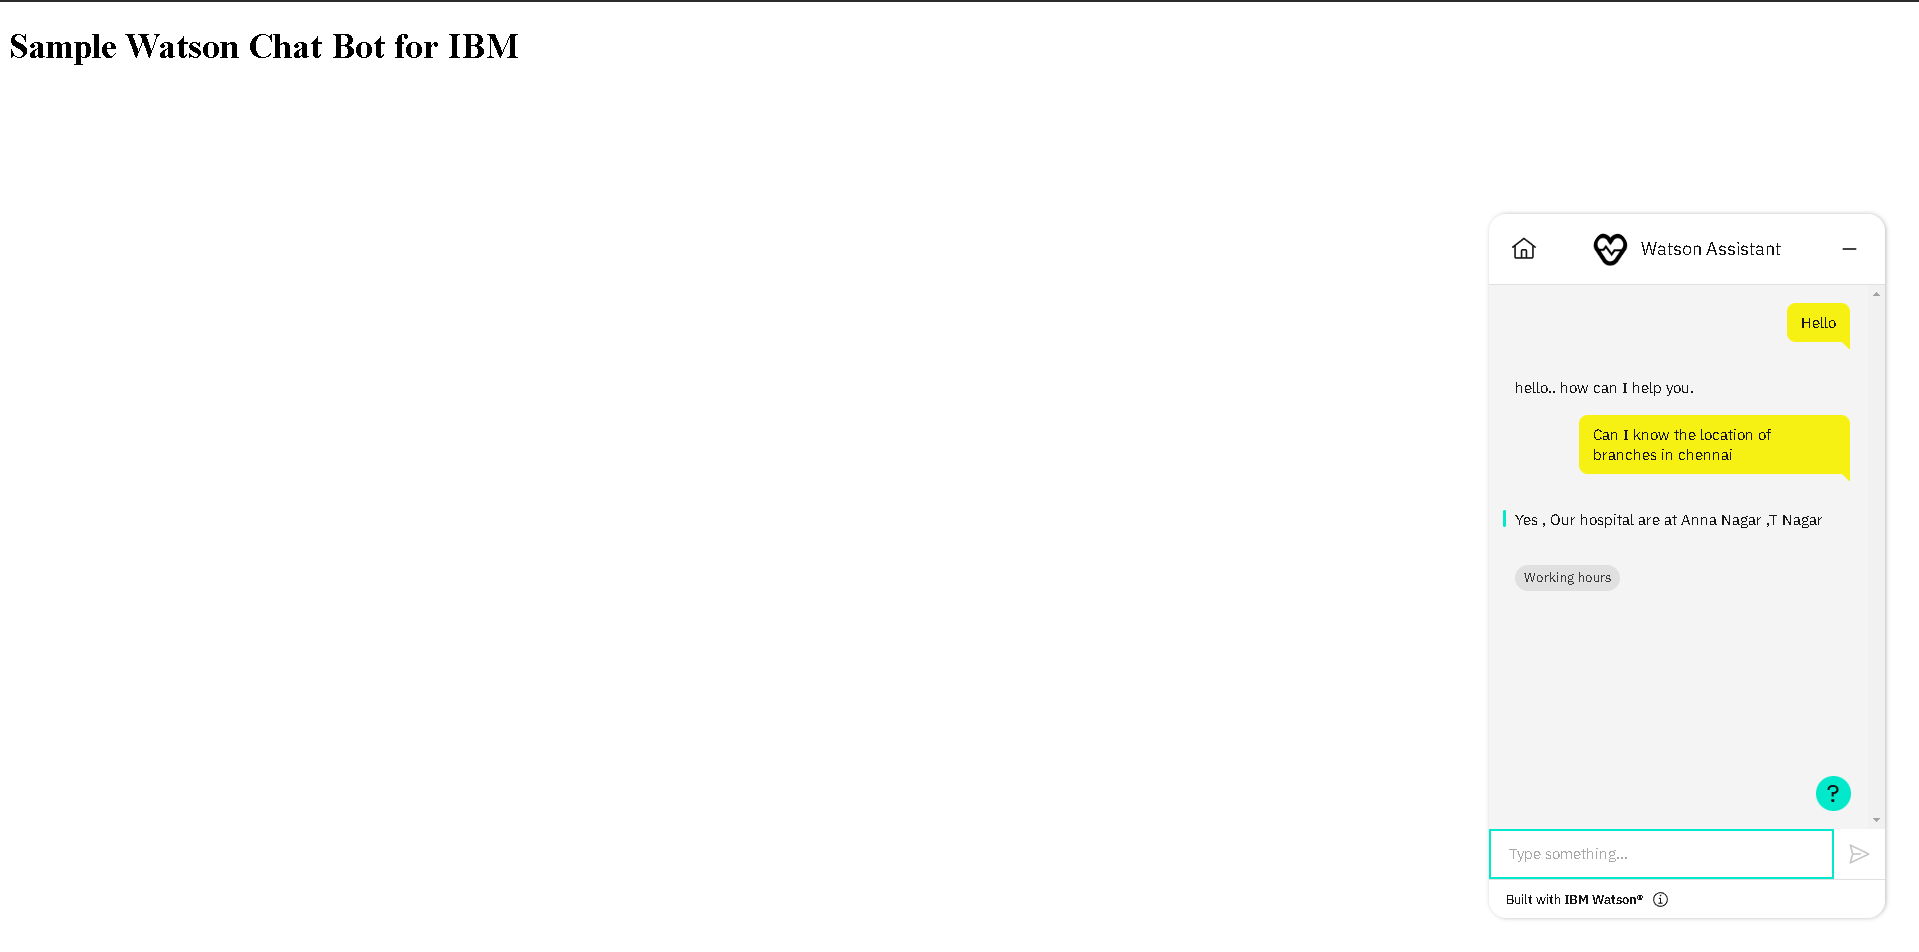 Sample Watson Chat Bot for IBM
Watson Assistant
Hello
hello.. how can I help you.
Can I know the location of
branches in chennai
Yes , Our hospital are at Anna Nagar ,T Nagar
Working hours
?
Type something...
Built with IBM Watson®